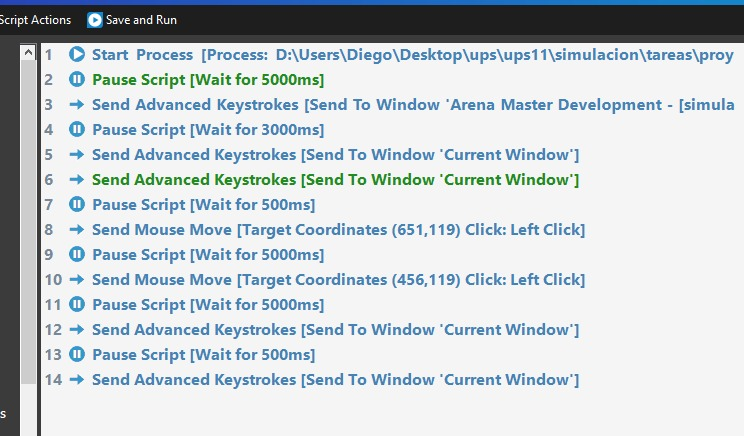 Script Actions Save and Run
1 Start Process [Process: D:\Users\Diego\Desktop\ups\ups11\simulacion\tareas\proy
2 Pause Script [Wait for 5000ms]
3 Send Advanced Keystrokes [Send To Window 'Arena Master Development - [simula
4 Pause Script [Wait for 3000ms]
5 Send Advanced Keystrokes [Send To Window 'Current Window']
6 Send Advanced Keystrokes [Send To Window 'Current Window']
7 Pause Script [Wait for 500ms]
8 Send Mouse Move [Target Coordinates (651,119) Click: Left Click]
9 Pause Script [Wait for 5000ms]
10 Send Mouse Move [Target Coordinates (456,119) Click: Left Click]
11 Pause Script [Wait for 5000ms]
12 Send Advanced Keystrokes [Send To Window 'Current Window']
13 Pause Script [Wait for 500ms]
14 Send Advanced Keystrokes [Send To Window 'Current Window']
s